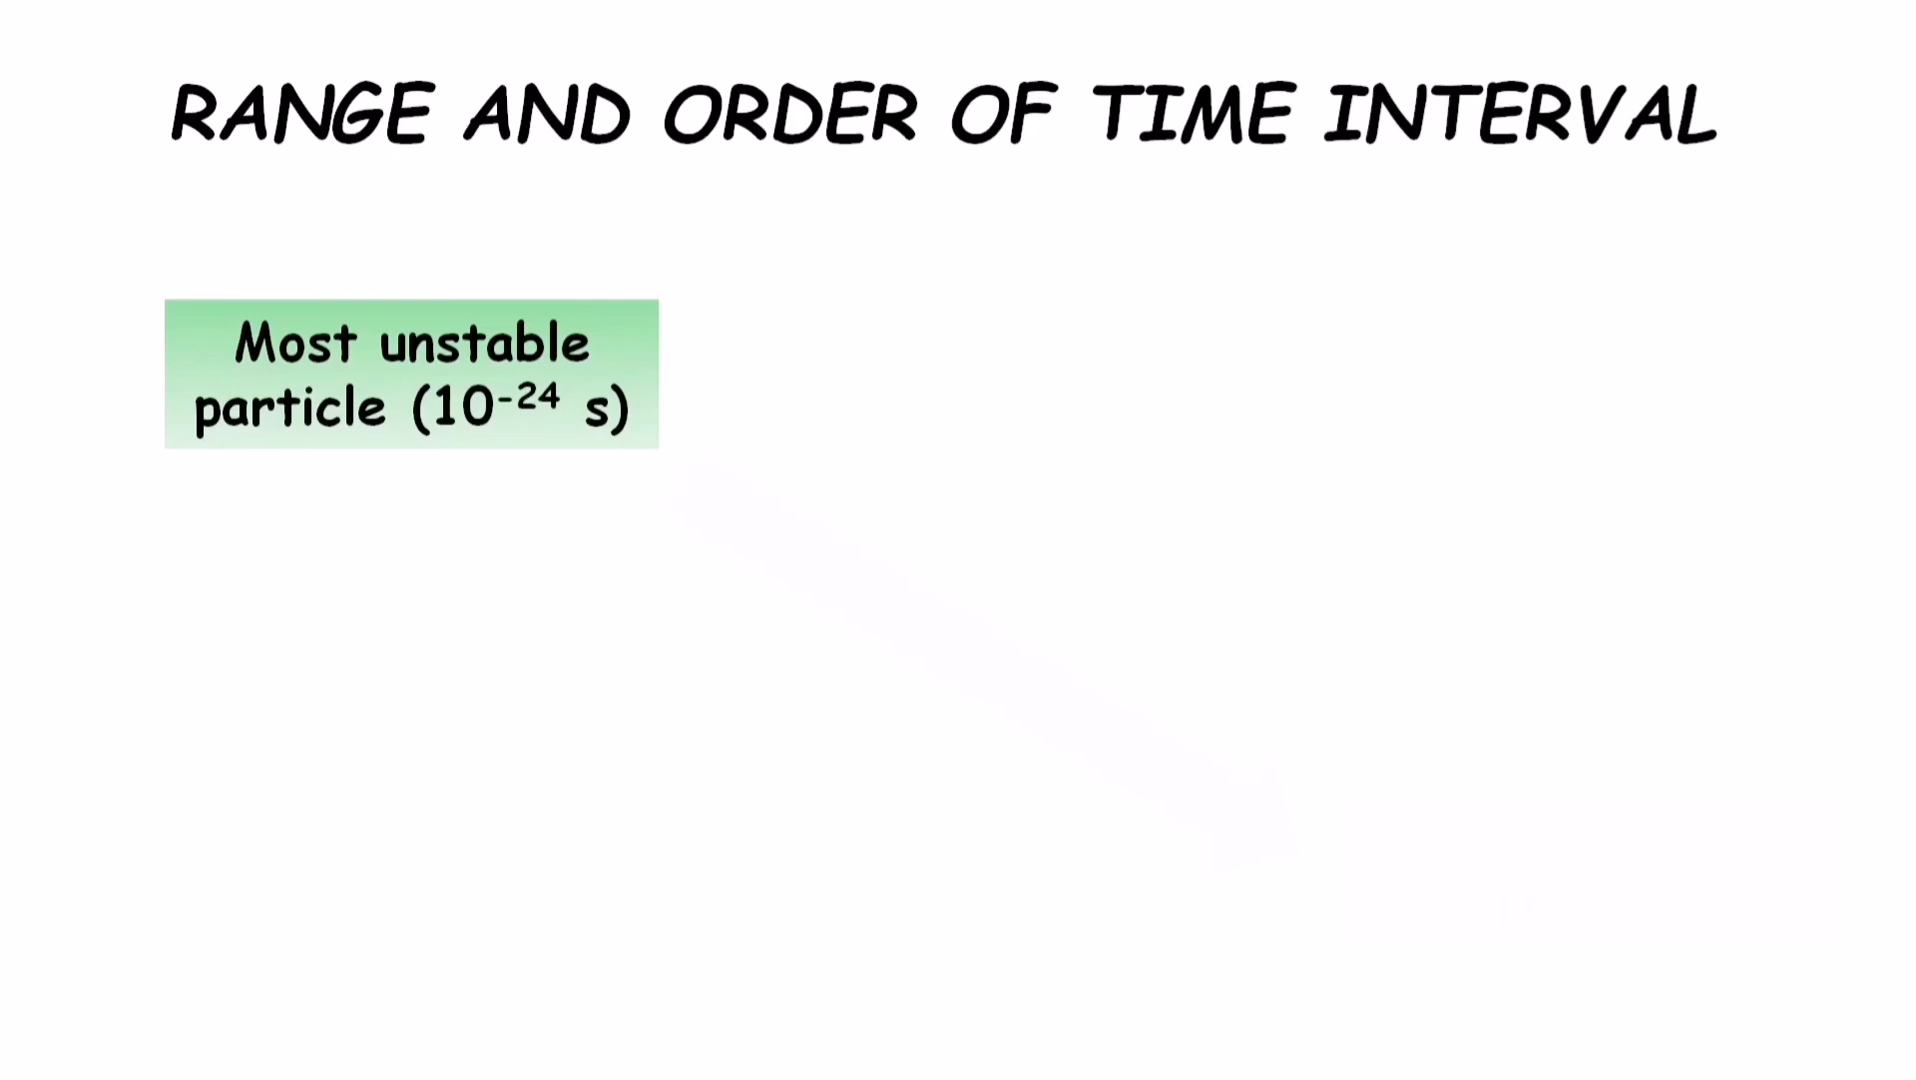 RANGE AND ORDER OF TIME INTERVAL
Most unstable
particle (10⁻²⁴ s)